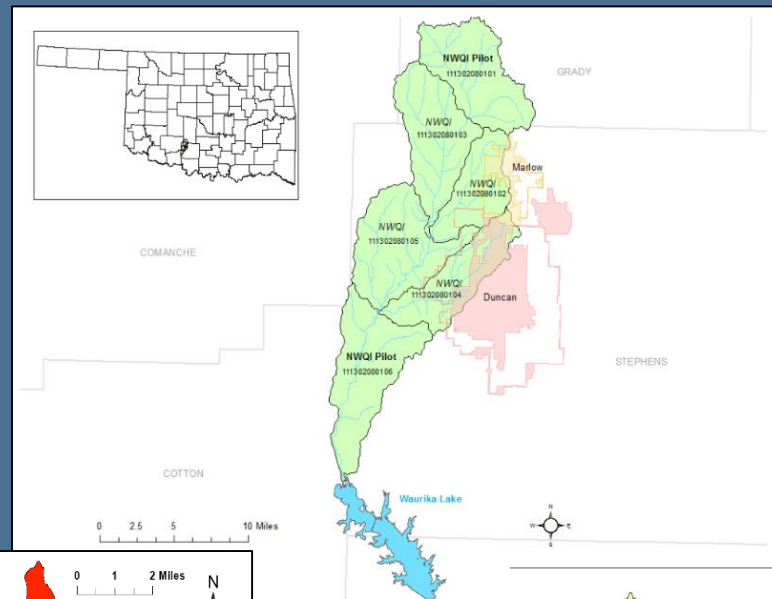 NWQI Pilot
111302080101
GRADY
NWQI
111302080103
Marlow
NWQI
111302080102
NWQI
111302080105
COMANCHE
NWQI
111302080104
Duncan
NWQI Pilot
111302080106
STEPHENS
COTTON
Waurika Lake
0 2.5 5 10 Miles
N
W E
S
0 1 2 Miles
N